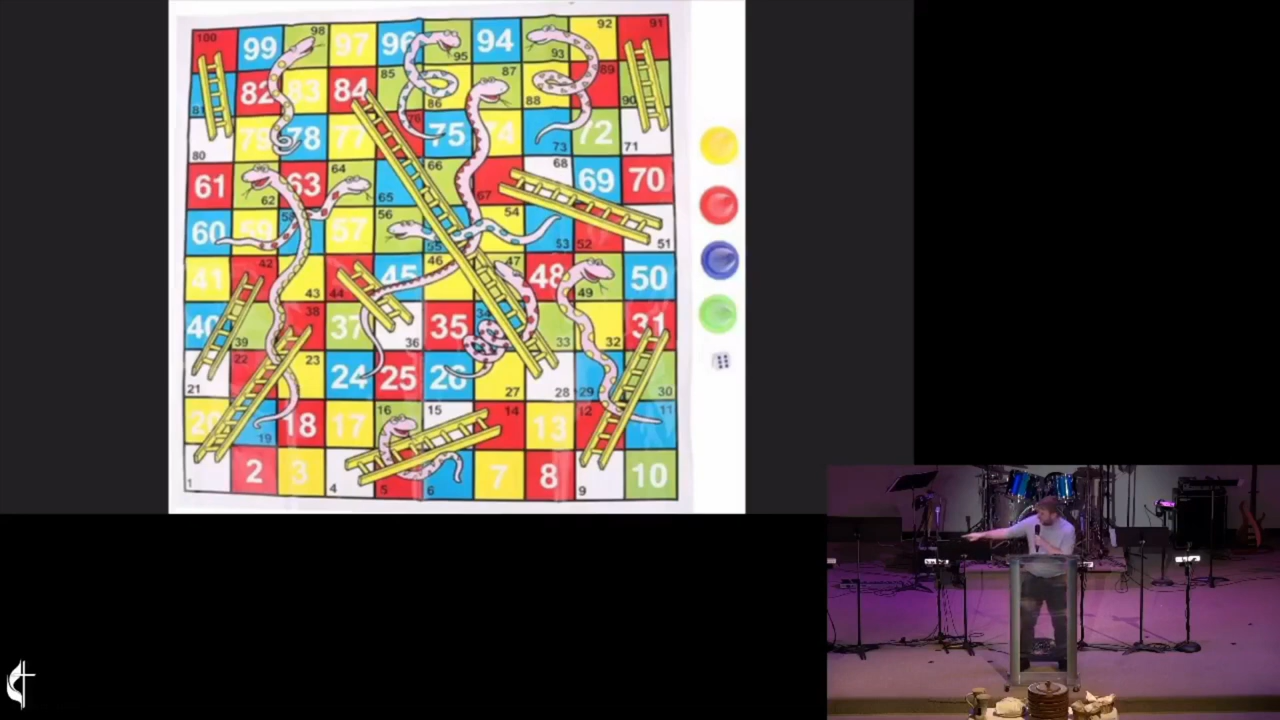 100 99 98 97 96 95 94 93 92 91
81 82 83 84 85 86 87 88 89 90
80 79 78 77 76 75 74 73 72 71
61 62 63 64 65 66 67 68 69 70
60 59 58 57 56 55 54 53 52 51
41 42 43 44 45 46 47 48 49 50
40 39 38 37 36 35 34 33 32 31
21 22 23 24 25 26 27 28 29 30
20 19 18 17 16 15 14 13 12 11
1 2 3 4 5 6 7 8 9 10